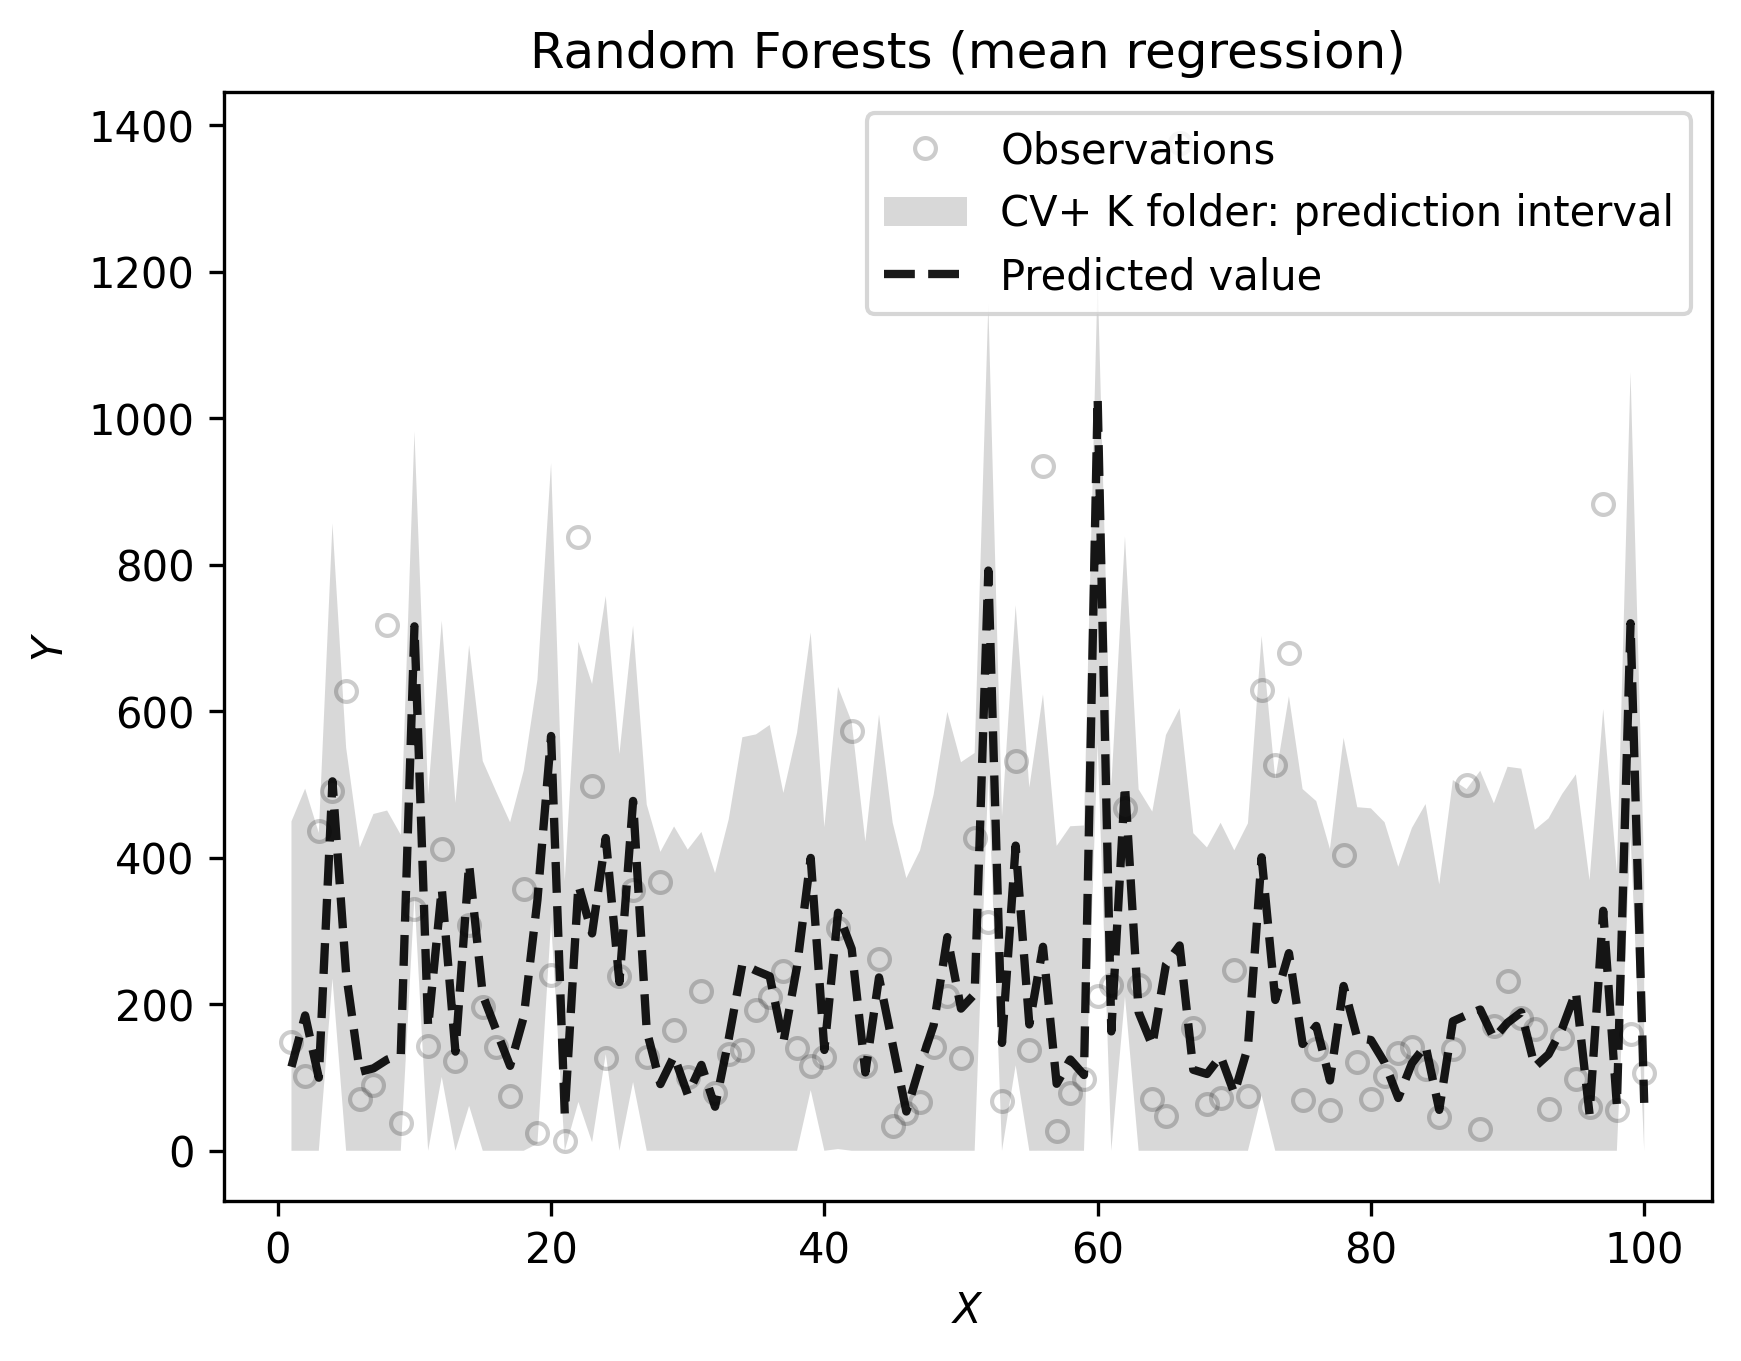 Random Forests (mean regression)
1400
1200
1000
800
600
400
200
0
Y
Observations
CV+ K folder: prediction interval
Predicted value
0 20 40 60 80 100
X